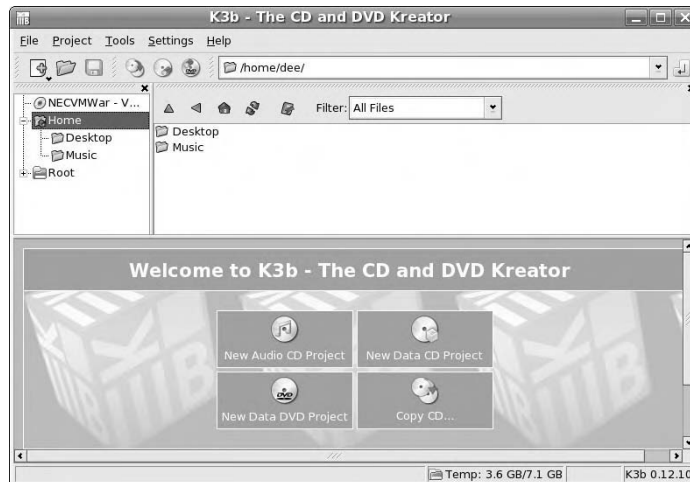 K3b - The CD and DVD Kreator
File Project Tools Settings Help
/home/dee/
NECVMWar - V...
Home
Desktop
Music
Root
Filter: All Files
Desktop
Music
Welcome to K3b - The CD and DVD Kreator
New Audio CD Project
New Data CD Project
New Data DVD Project
Copy CD...
Temp: 3.6 GB/7.1 GB
K3b 0.12.10